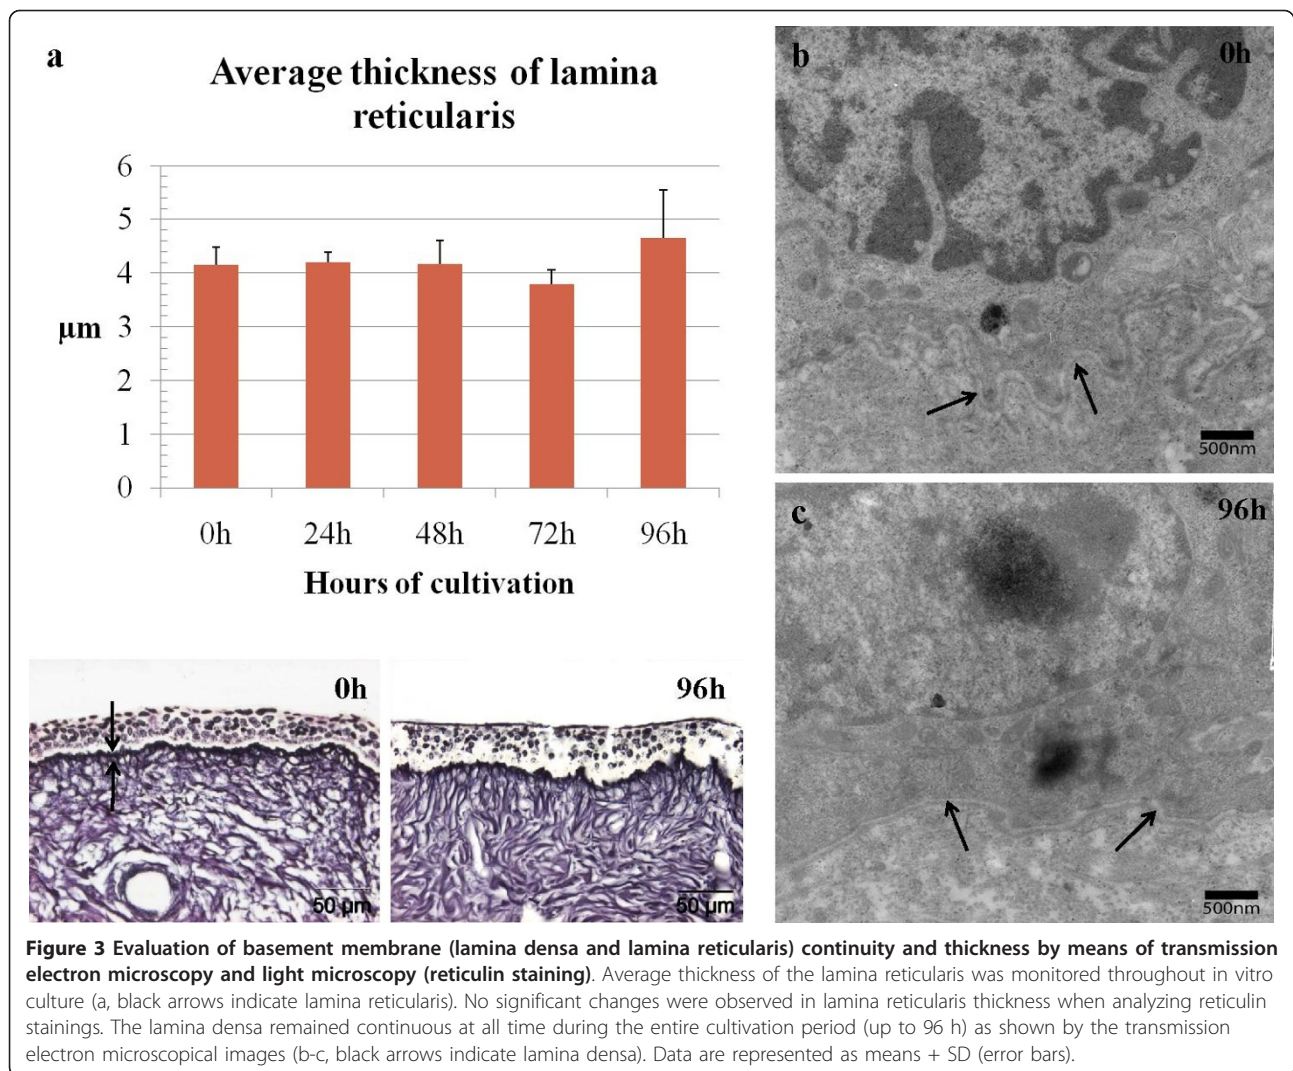 a
Average thickness of lamina
reticularis
6
5
4
3
2
1
0
μm
0h 24h 48h 72h 96h
Hours of cultivation
0h
50 μm
96h
50 μm
b
0h
500nm
c
96h
500nm
Figure 3 Evaluation of basement membrane (lamina densa and lamina reticularis) continuity and thickness by means of transmission
electron microscopy and light microscopy (reticulin staining). Average thickness of the lamina reticularis was monitored throughout in vitro
culture (a, black arrows indicate lamina reticularis). No significant changes were observed in lamina reticularis thickness when analyzing reticulin
stainings. The lamina densa remained continuous at all time during the entire cultivation period (up to 96 h) as shown by the transmission
electron microscopical images (b-c, black arrows indicate lamina densa). Data are represented as means + SD (error bars).